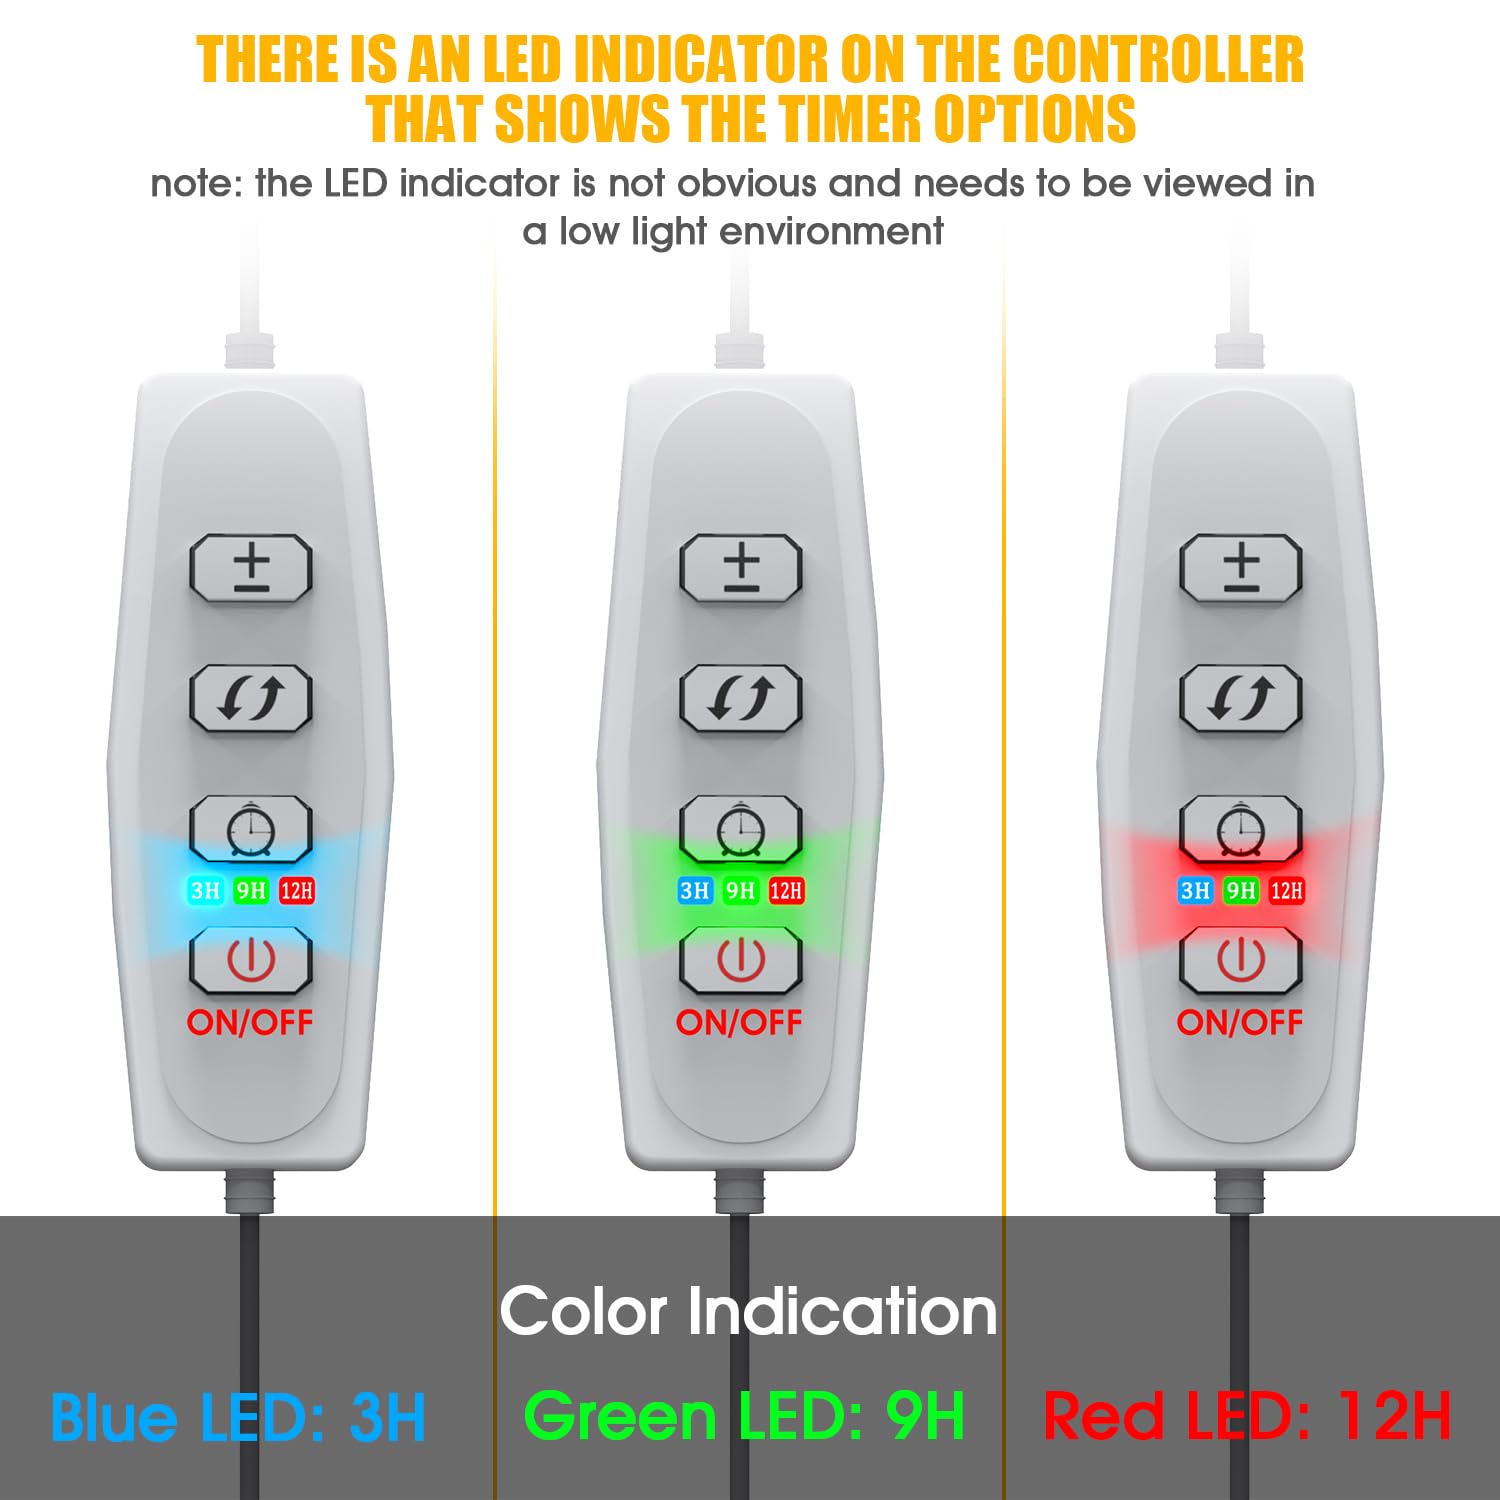 THERE IS AN LED INDICATOR ON THE CONTROLLER
THAT SHOWS THE TIMER OPTIONS
note: the LED indicator is not obvious and needs to be viewed in
a low light environment
3H 9H 12H
ON/OFF
3H 9H 12H
ON/OFF
3H 9H 12H
ON/OFF
Color Indication
Blue LED: 3H
Green LED: 9H
Red LED: 12H